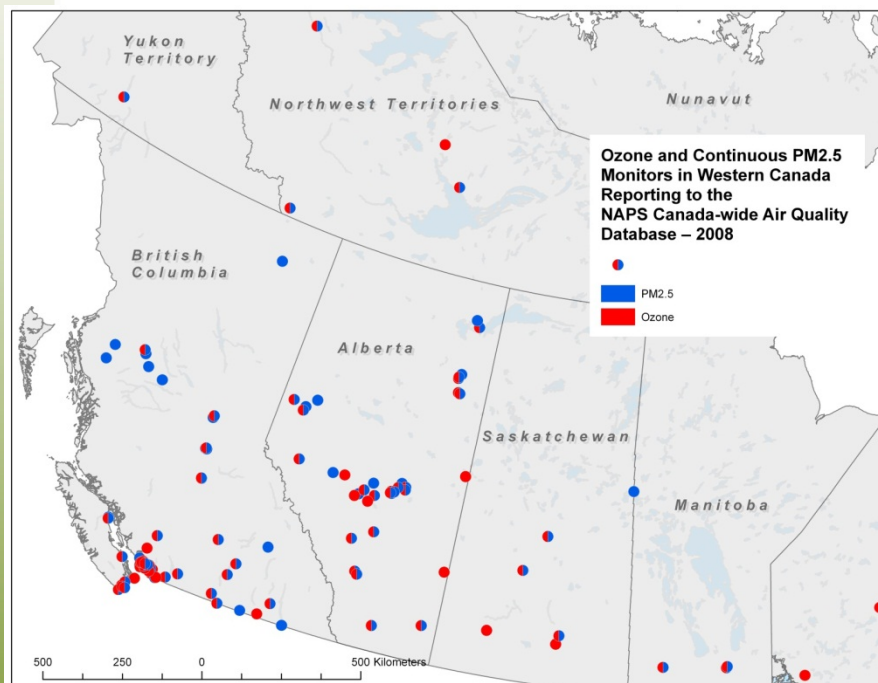 Yukon
Territory
Northwest Territories
Nunavut
Ozone and Continuous PM2.5
Monitors in Western Canada
Reporting to the
NAPS Canada-wide Air Quality
Database – 2008
PM2.5
Ozone
British
Columbia
Alberta
Saskatchewan
Manitoba
500 250 0 500 Kilometers